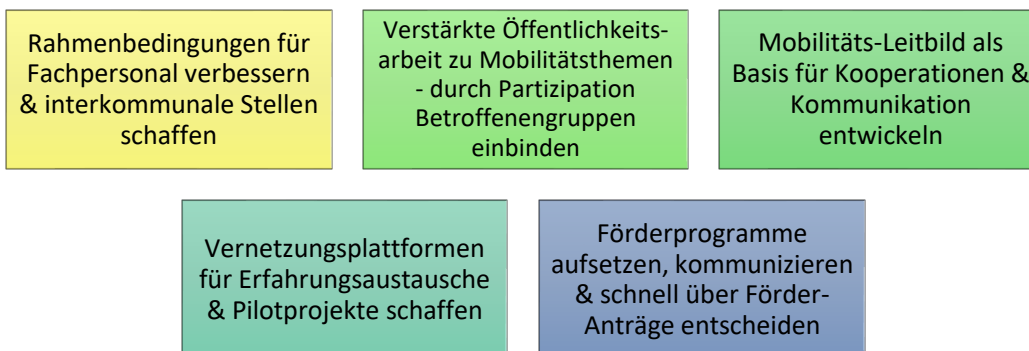 Rahmenbedingungen für
Fachpersonal verbessern
& interkommunale Stellen
schaffen
Verstärkte Öffentlichkeits-
arbeit zu Mobilitätsthemen
- durch Partizipation
Betroffenengruppen
einbinden
Mobilitäts-Leitbild als
Basis für Kooperationen &
Kommunikation
entwickeln
Vernetzungsplattformen
für Erfahrungsaustausche
& Pilotprojekte schaffen
Förderprogramme
aufsetzen, kommunizieren
& schnell über Förder-
Anträge entscheiden